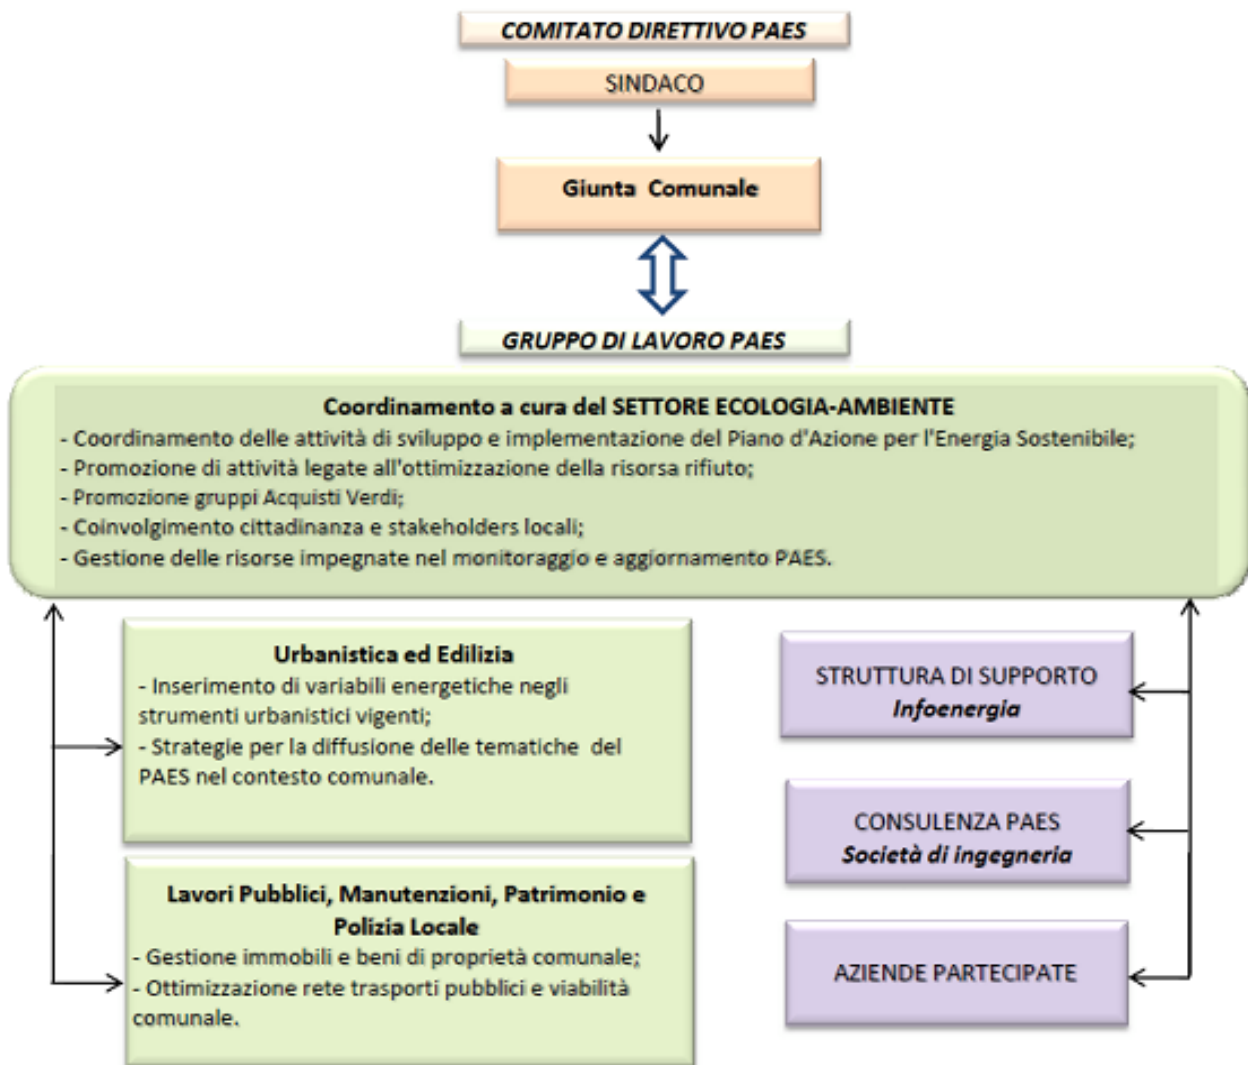 COMITATO DIRETTIVO PAES
SINDACO
Giunta Comunale
GRUPPO DI LAVORO PAES
Coordinamento a cura del SETTORE ECOLOGIA-AMBIENTE
- Coordinamento delle attività di sviluppo e implementazione del Piano d'Azione per l'Energia Sostenibile;
- Promozione di attività legate all'ottimizzazione della risorsa rifiuto;
- Promozione gruppi Acquisti Verdi;
- Coinvolgimento cittadinanza e stakeholders locali;
- Gestione delle risorse impegnate nel monitoraggio e aggiornamento PAES.
Urbanistica ed Edilizia
- Inserimento di variabili energetiche negli
strumenti urbanistici vigenti;
- Strategie per la diffusione delle tematiche del
PAES nel contesto comunale.
Lavori Pubblici, Manutenzioni, Patrimonio e
Polizia Locale
- Gestione immobili e beni di proprietà comunale;
- Ottimizzazione rete trasporti pubblici e viabilità
comunale.
STRUTTURA DI SUPPORTO
Infoenergia
CONSULENZA PAES
Società di ingegneria
AZIENDE PARTECIPATE